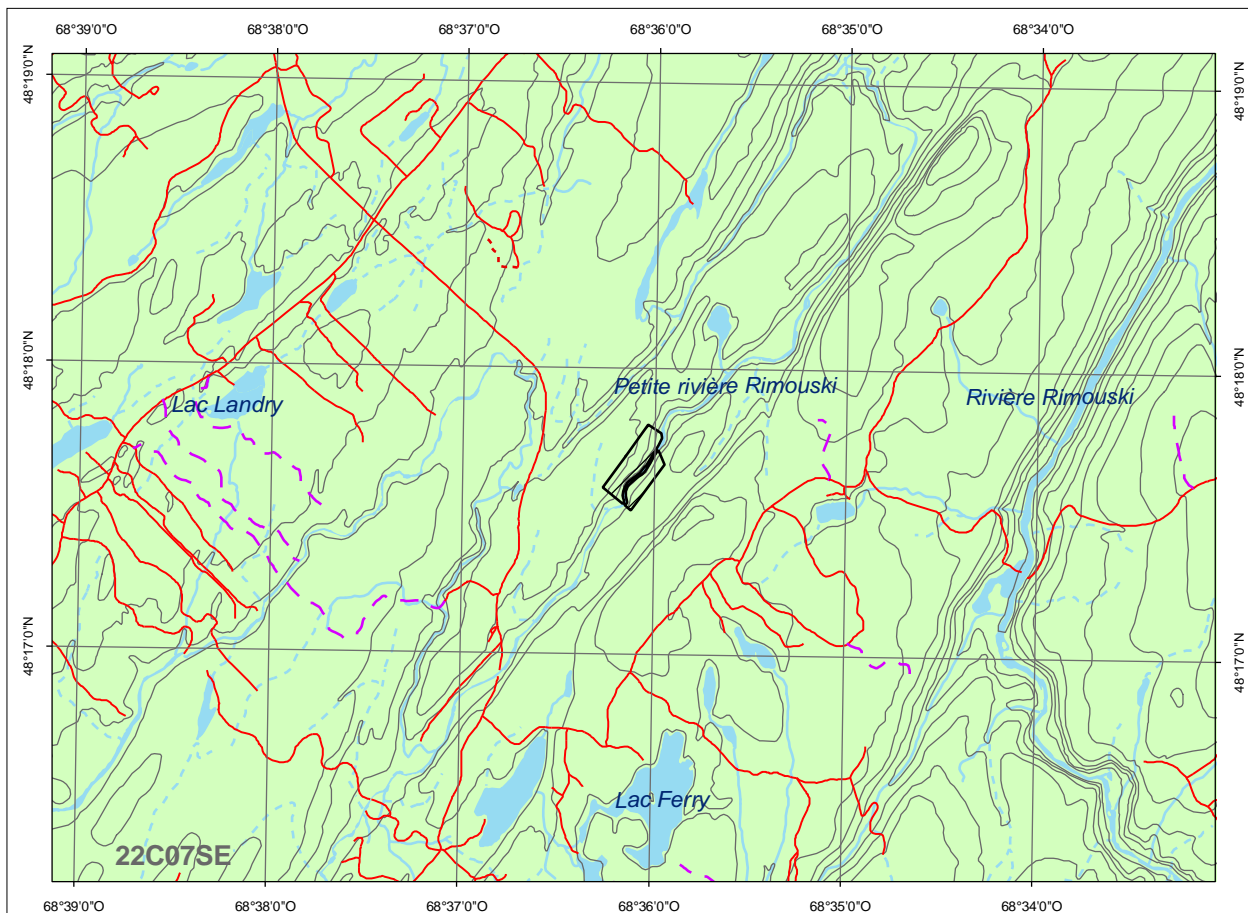 68°39'0"O 68°38'0"O 68°37'0"O 68°36'0"O 68°35'0"O 68°34'0"O
48°19'0"N 48°19'0"N
48°18'0"N 48°18'0"N
Petite rivière Rimouski
Rivière Rimouski
Lac Landry
48°17'0"N 48°17'0"N
Lac Ferry
22C07SE
68°39'0"O 68°38'0"O 68°37'0"O 68°36'0"O 68°35'0"O 68°34'0"O